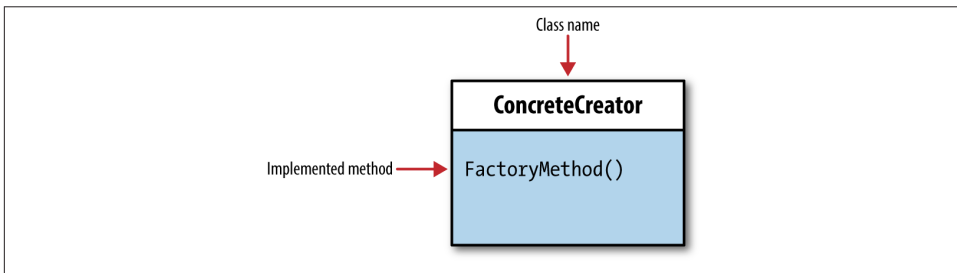 Class name
ConcreteCreator
Implemented method
FactoryMethod()